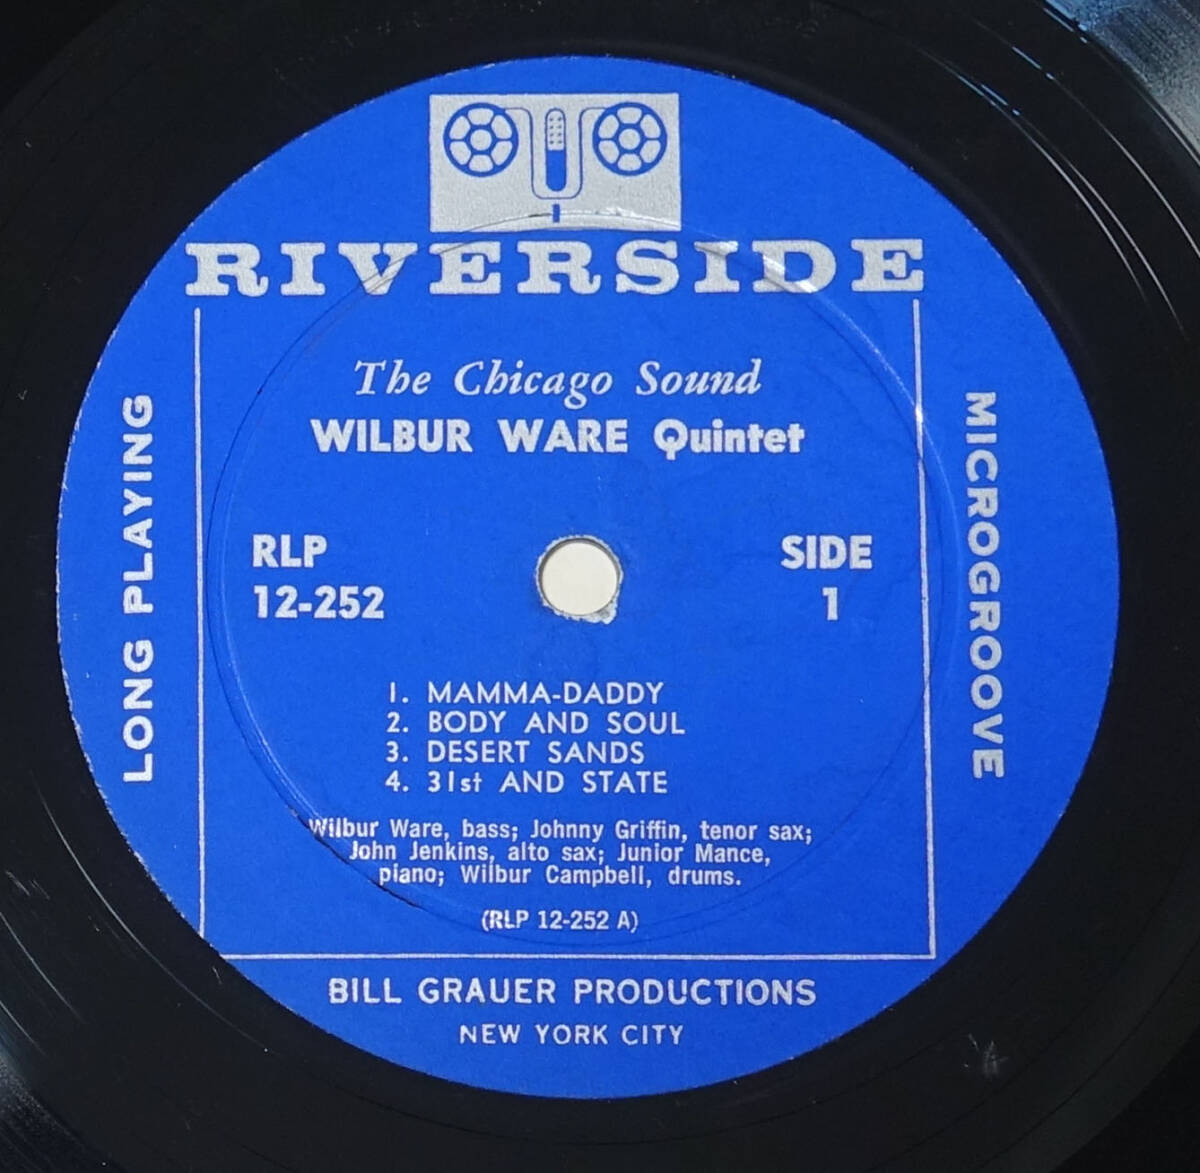 RIVERSIDE
The Chicago Sound
WILBUR WARE Quintet
RLP
12-252
SIDE
1
LONG PLAYING
MICROGROOVE
1. MAMMA-DADDY
2. BODY AND SOUL
3. DESERT SANDS
4. 31st AND STATE
Wilbur Ware, bass; Johnny Griffin, tenor sax;
John Jenkins, alto sax; Junior Mance,
piano; Wilbur Campbell, drums.
(RLP 12-252 A)
BILL GRAUER PRODUCTIONS
NEW YORK CITY